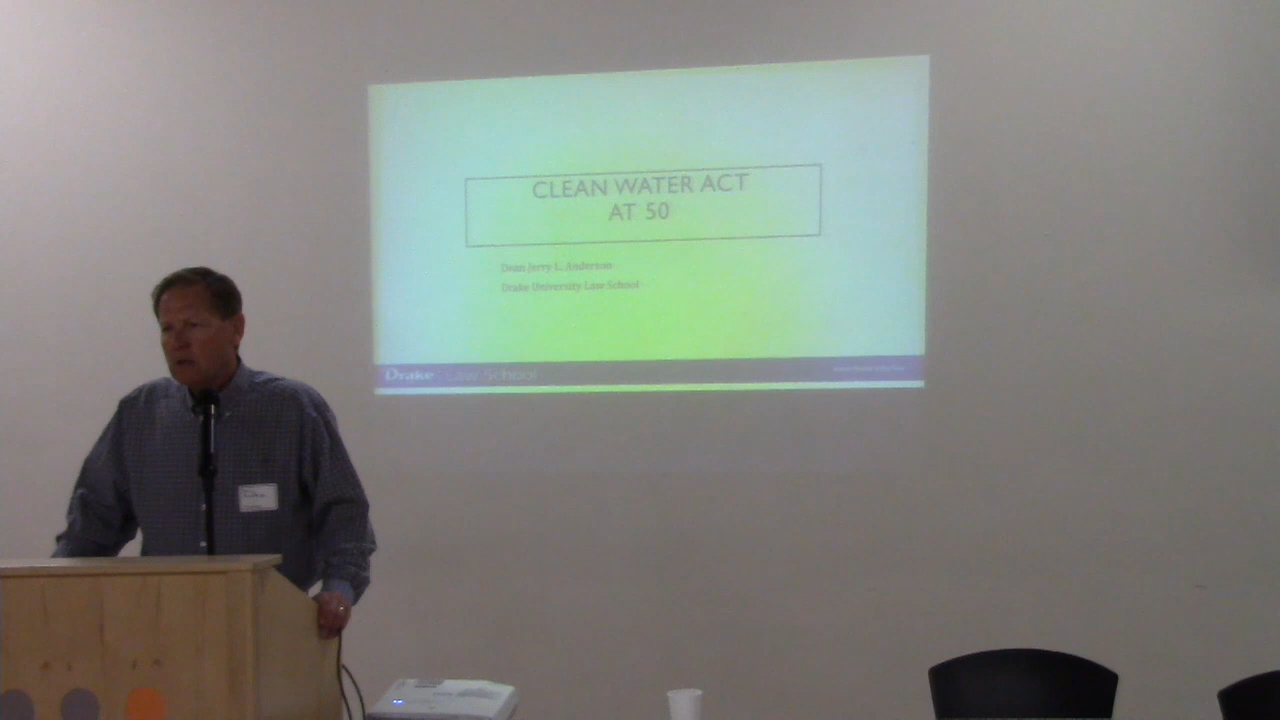 CLEAN WATER ACT
AT 50
Dean Jerry L. Anderson
Drake University Law School
Drake Law School